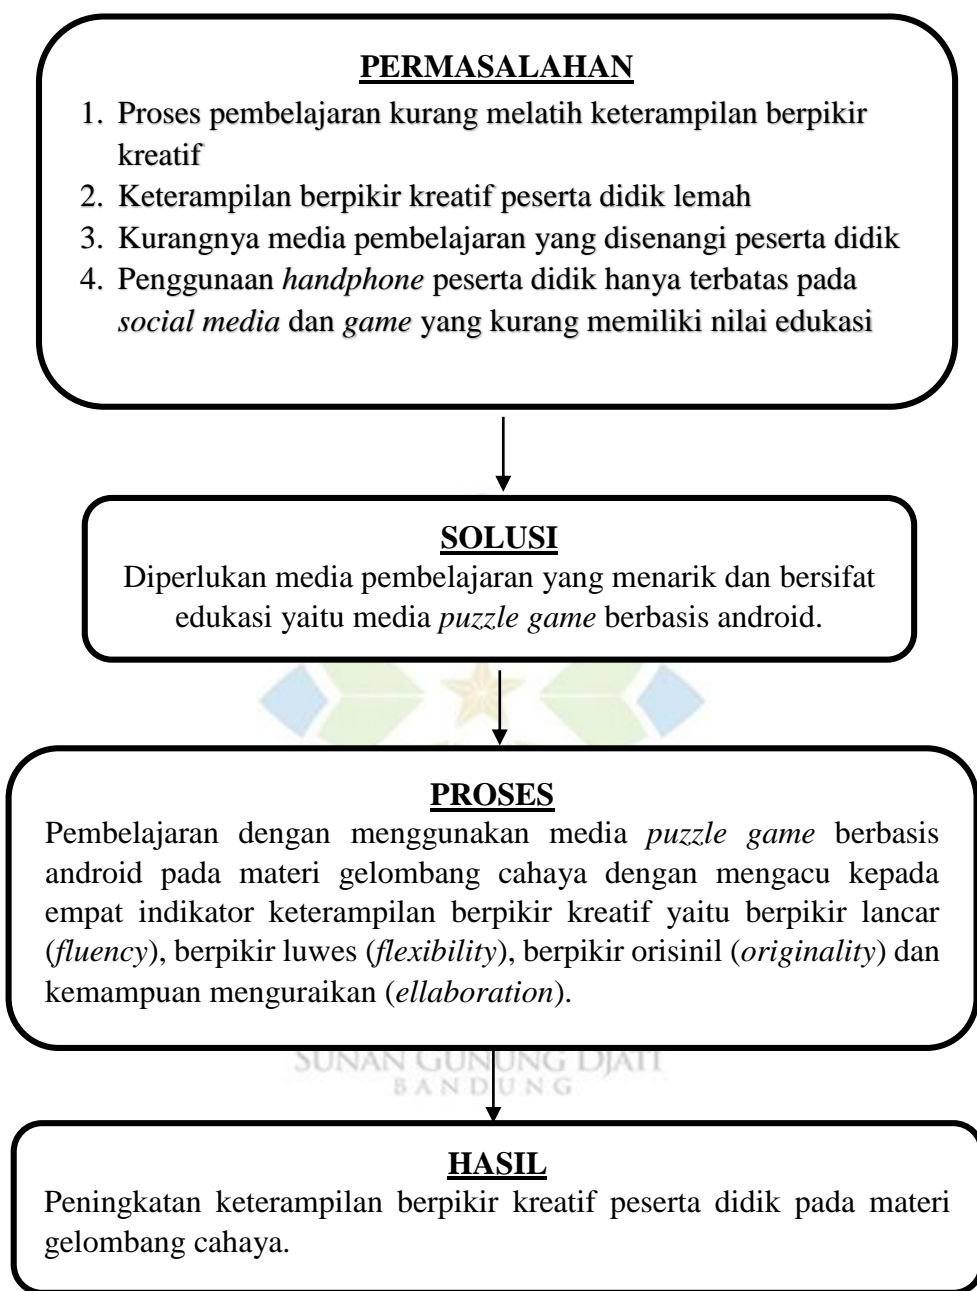 PERMASALAHAN
1. Proses pembelajaran kurang melatih keterampilan berpikir
kreatif
2. Keterampilan berpikir kreatif peserta didik lemah
3. Kurangnya media pembelajaran yang disenangi peserta didik
4. Penggunaan handphone peserta didik hanya terbatas pada
social media dan game yang kurang memiliki nilai edukasi
SOLUSI
Diperlukan media pembelajaran yang menarik dan bersifat
edukasi yaitu media puzzle game berbasis android.
PROSES
Pembelajaran dengan menggunakan media puzzle game berbasis
android pada materi gelombang cahaya dengan mengacu kepada
empat indikator keterampilan berpikir kreatif yaitu berpikir lancar
(fluency), berpikir luwes (flexibility), berpikir orisinil (originality) dan
kemampuan menguraikan (ellaboration).
SUNAN GUNUNG DJATI
BANDUNG
HASIL
Peningkatan keterampilan berpikir kreatif peserta didik pada materi
gelombang cahaya.